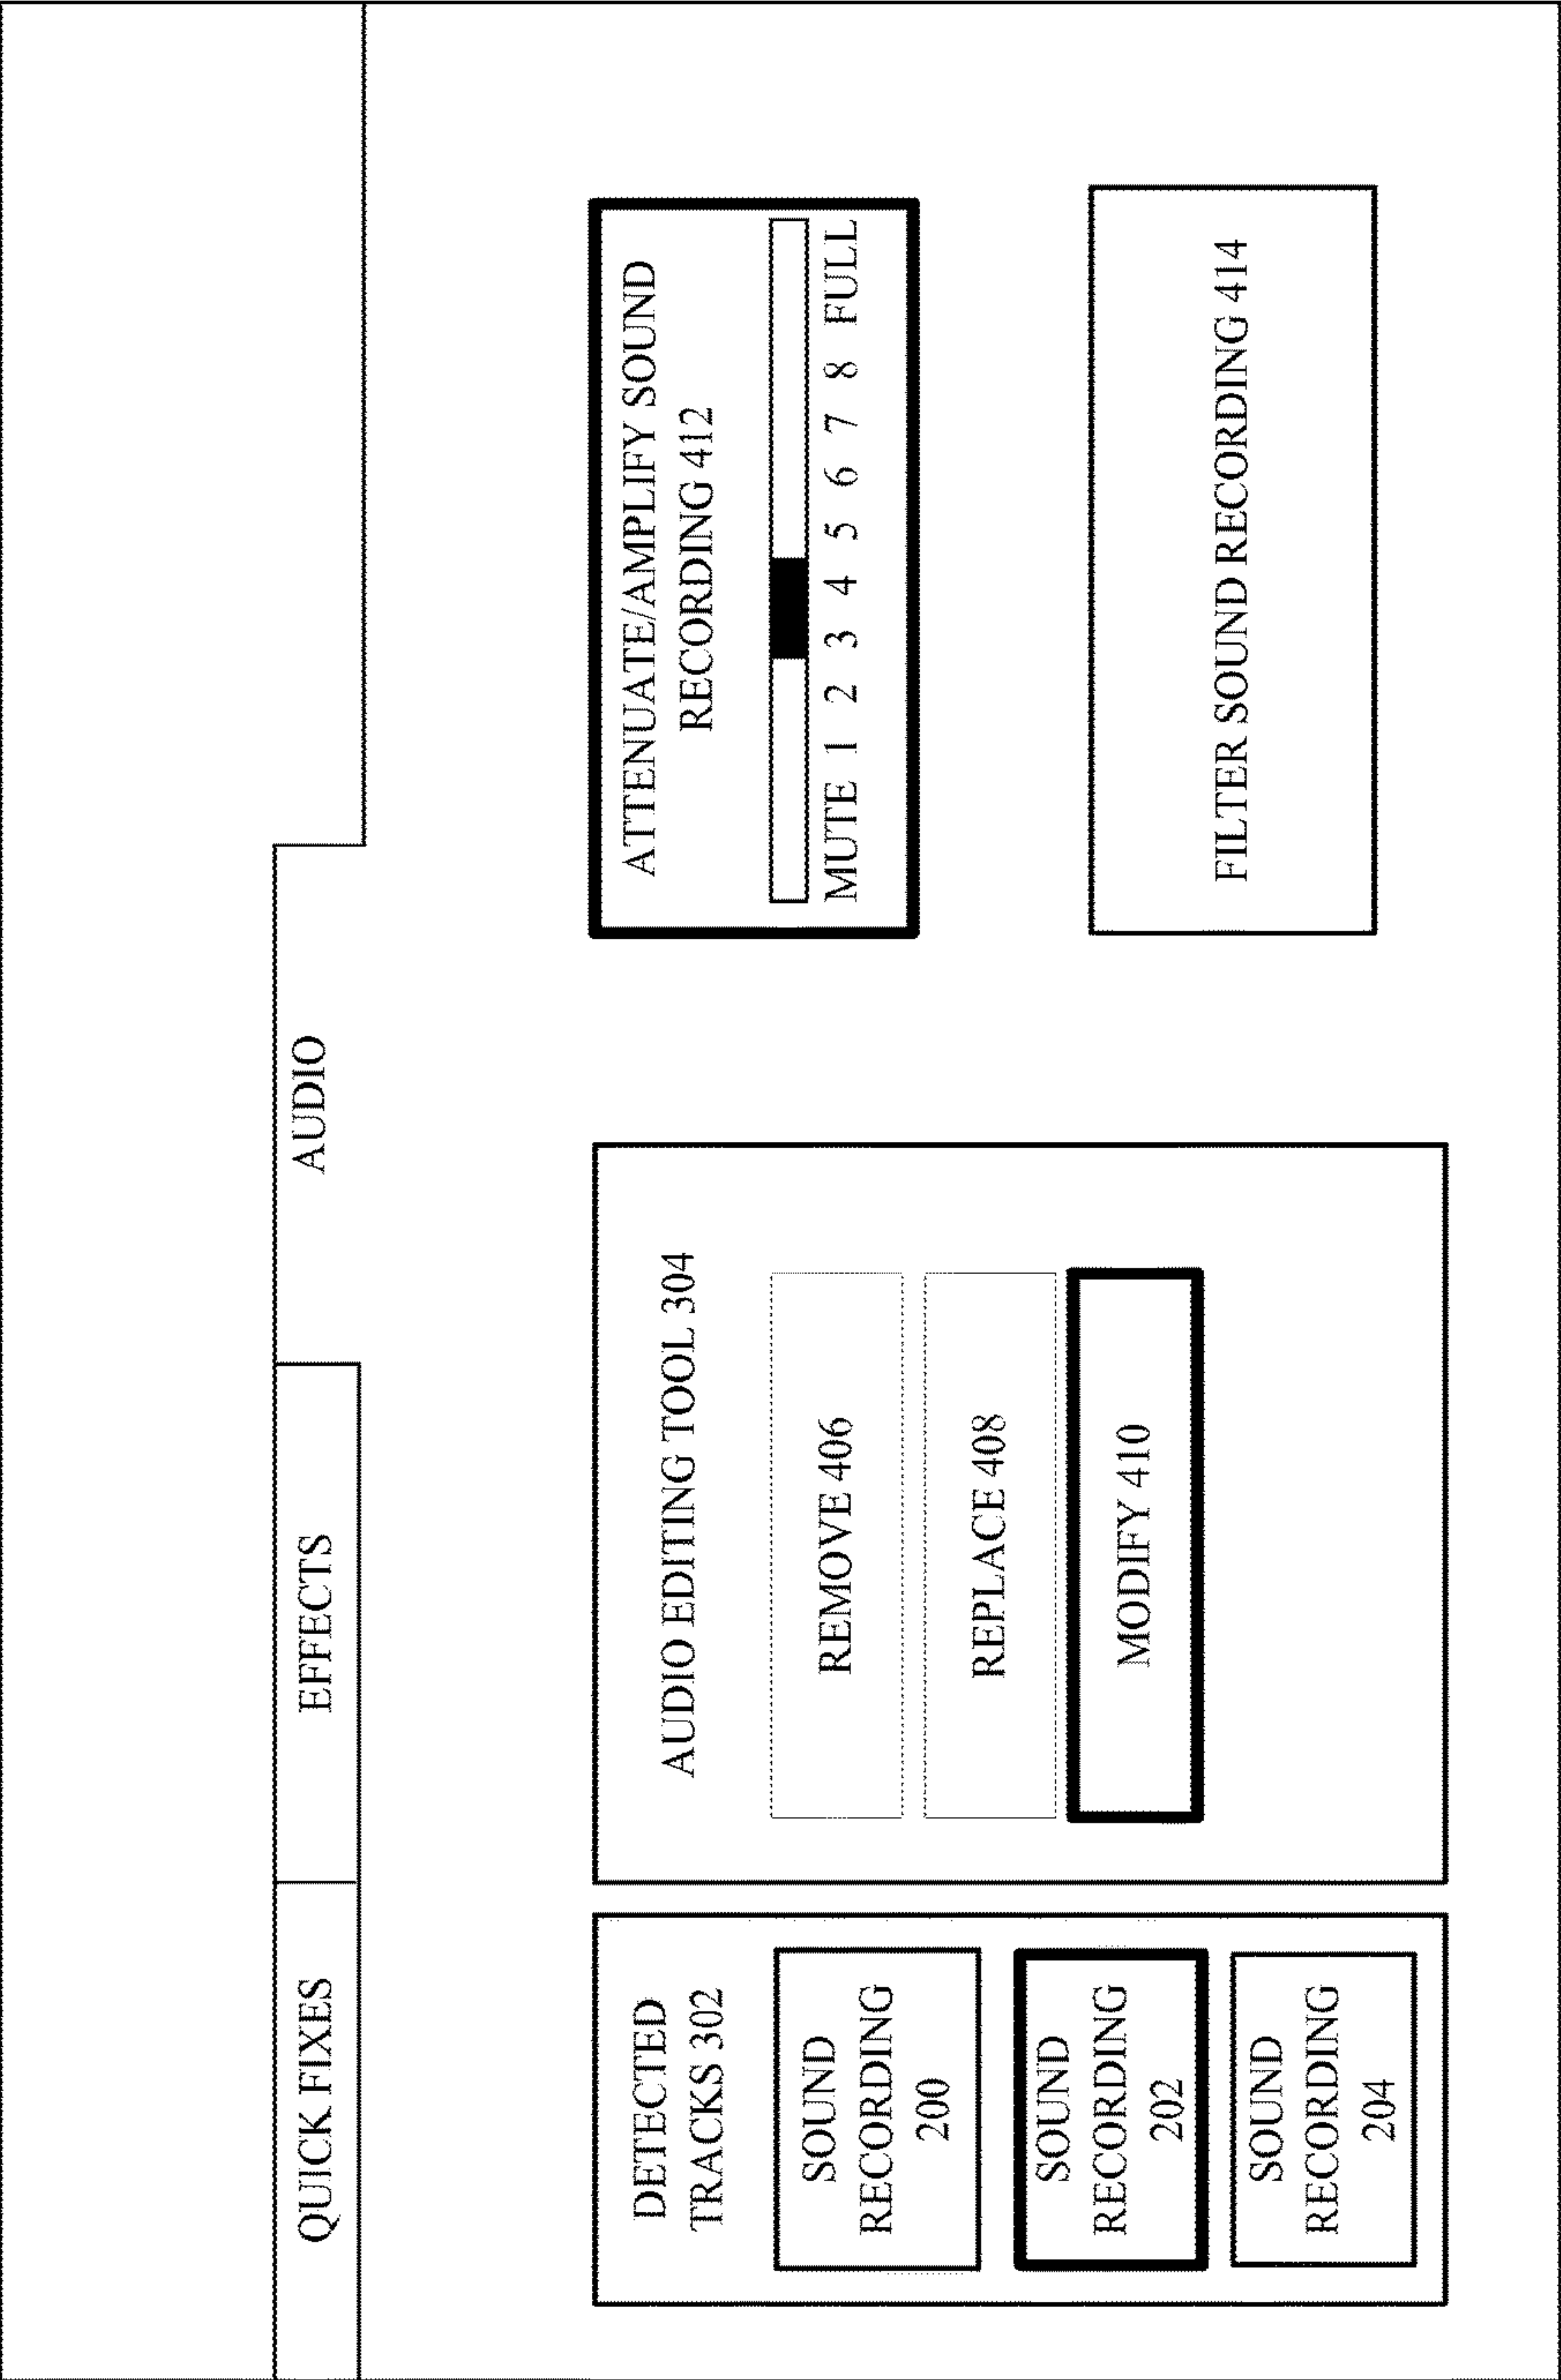 QUICK FIXES
EFFECTS
AUDIO
DETECTED
TRACKS 302
SOUND
RECORDING
200
SOUND
RECORDING
202
SOUND
RECORDING
204
AUDIO EDITING TOOL 304
REMOVE 406
REPLACE 408
MODIFY 410
ATTENUATE/AMPLIFY SOUND
RECORDING 412
MUTE 1 2 3 4 5 6 7 8 FULL
FILTER SOUND RECORDING 414